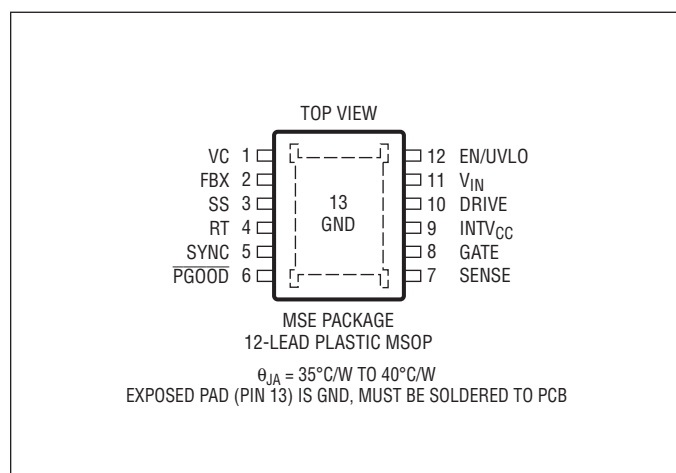 TOP VIEW
VC 1
FBX 2
SS 3
RT 4
SYNC 5
PGOOD 6
13
GND
12 EN/UVLO
11 VIN
10 DRIVE
9 INTVCC
8 GATE
7 SENSE
MSE PACKAGE
12-LEAD PLASTIC MSOP
θJA = 35°C/W TO 40°C/W
EXPOSED PAD (PIN 13) IS GND, MUST BE SOLDERED TO PCB